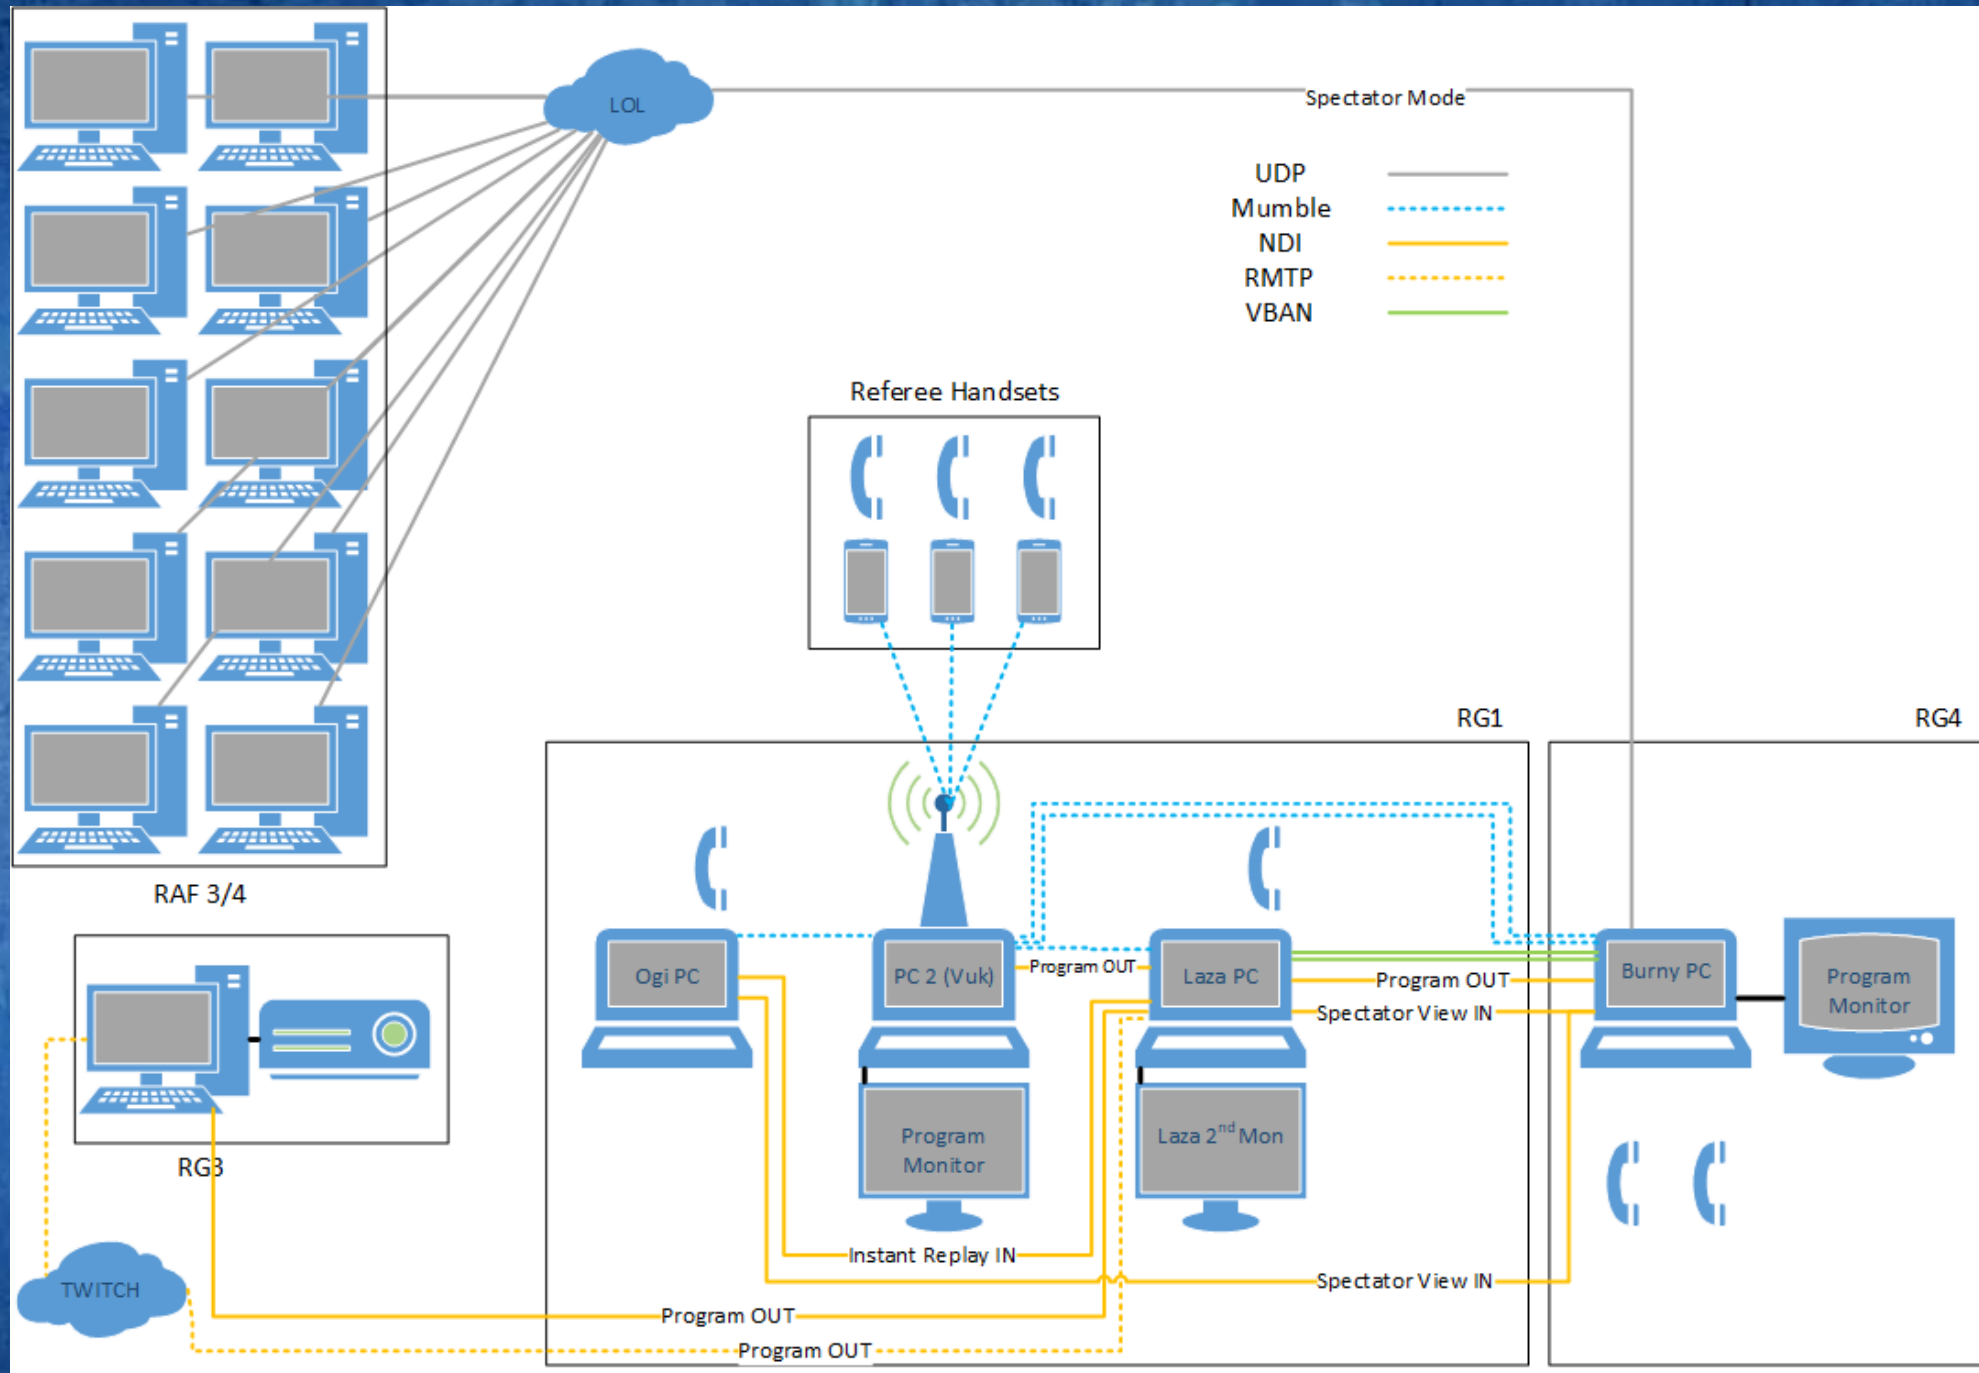 LOL
Spectator Mode
UDP
Mumble
NDI
RMTP
VBAN
Referee Handsets
RG1
RG4
RAF 3/4
Ogi PC
PC 2 (Vuk)
Program OUT
Laza PC
Program OUT
Spectator View IN
Burny PC
Program
Monitor
Program
Monitor
Laza 2nd Mon
RG3
Instant Replay IN
TWITCH
Spectator View IN
Program OUT
Program OUT